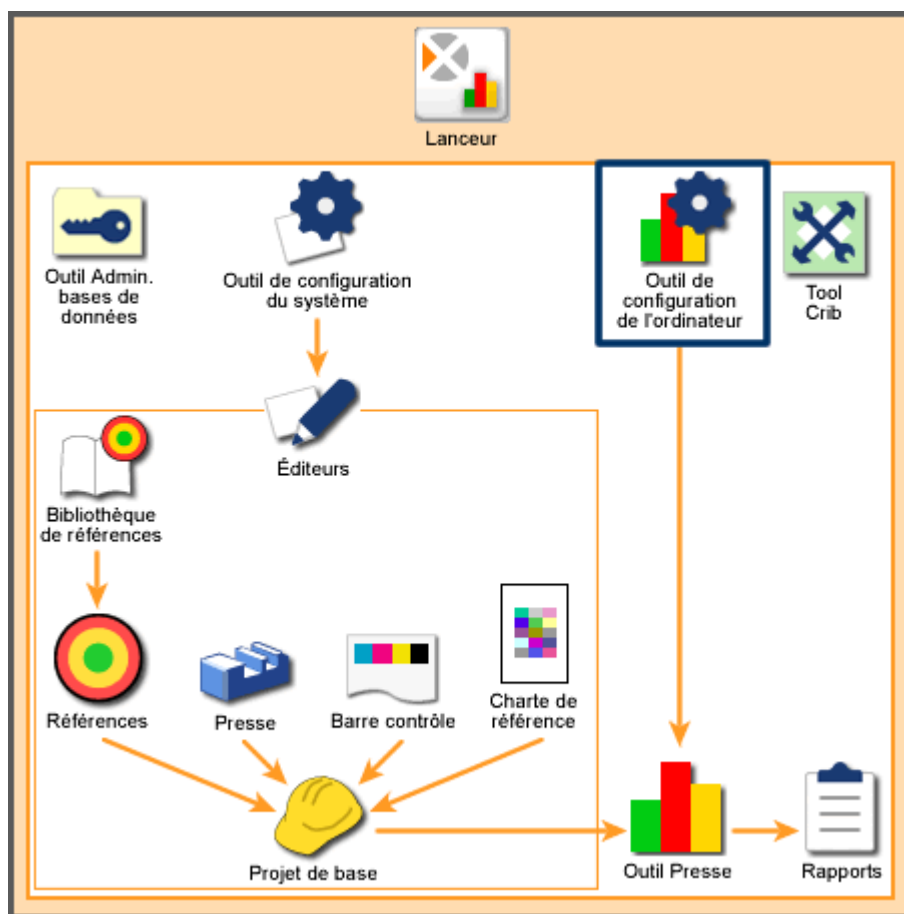 Lanceur
Outil Admin.
bases de
données
Outil de configuration
du système
Outil de
configuration
de l'ordinateur
Tool
Crib
Éditeurs
Bibliothèque
de références
Références
Presse
Barre contrôle
Charte de
référence
Projet de base
Outil Presse
Rapports